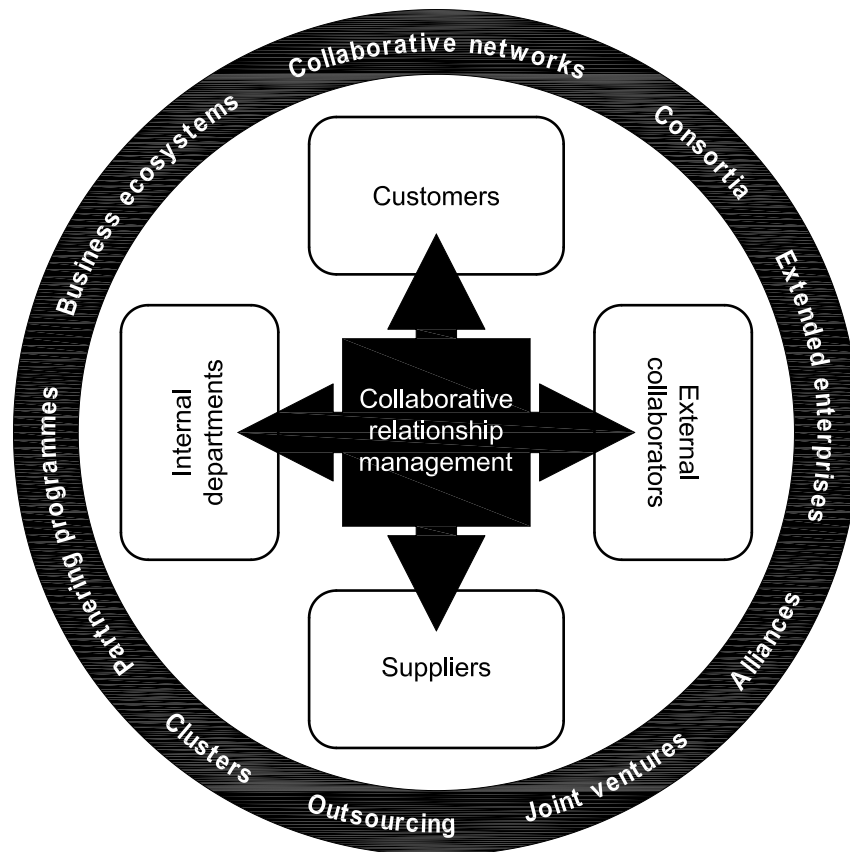 Collaborative networks
Consortia
Extended enterprises
Alliances
Joint ventures
Outsourcing
Clusters
Partnering programmes
Business ecosystems
Customers
Internal
departments
Collaborative
relationship
management
External
collaborators
Suppliers